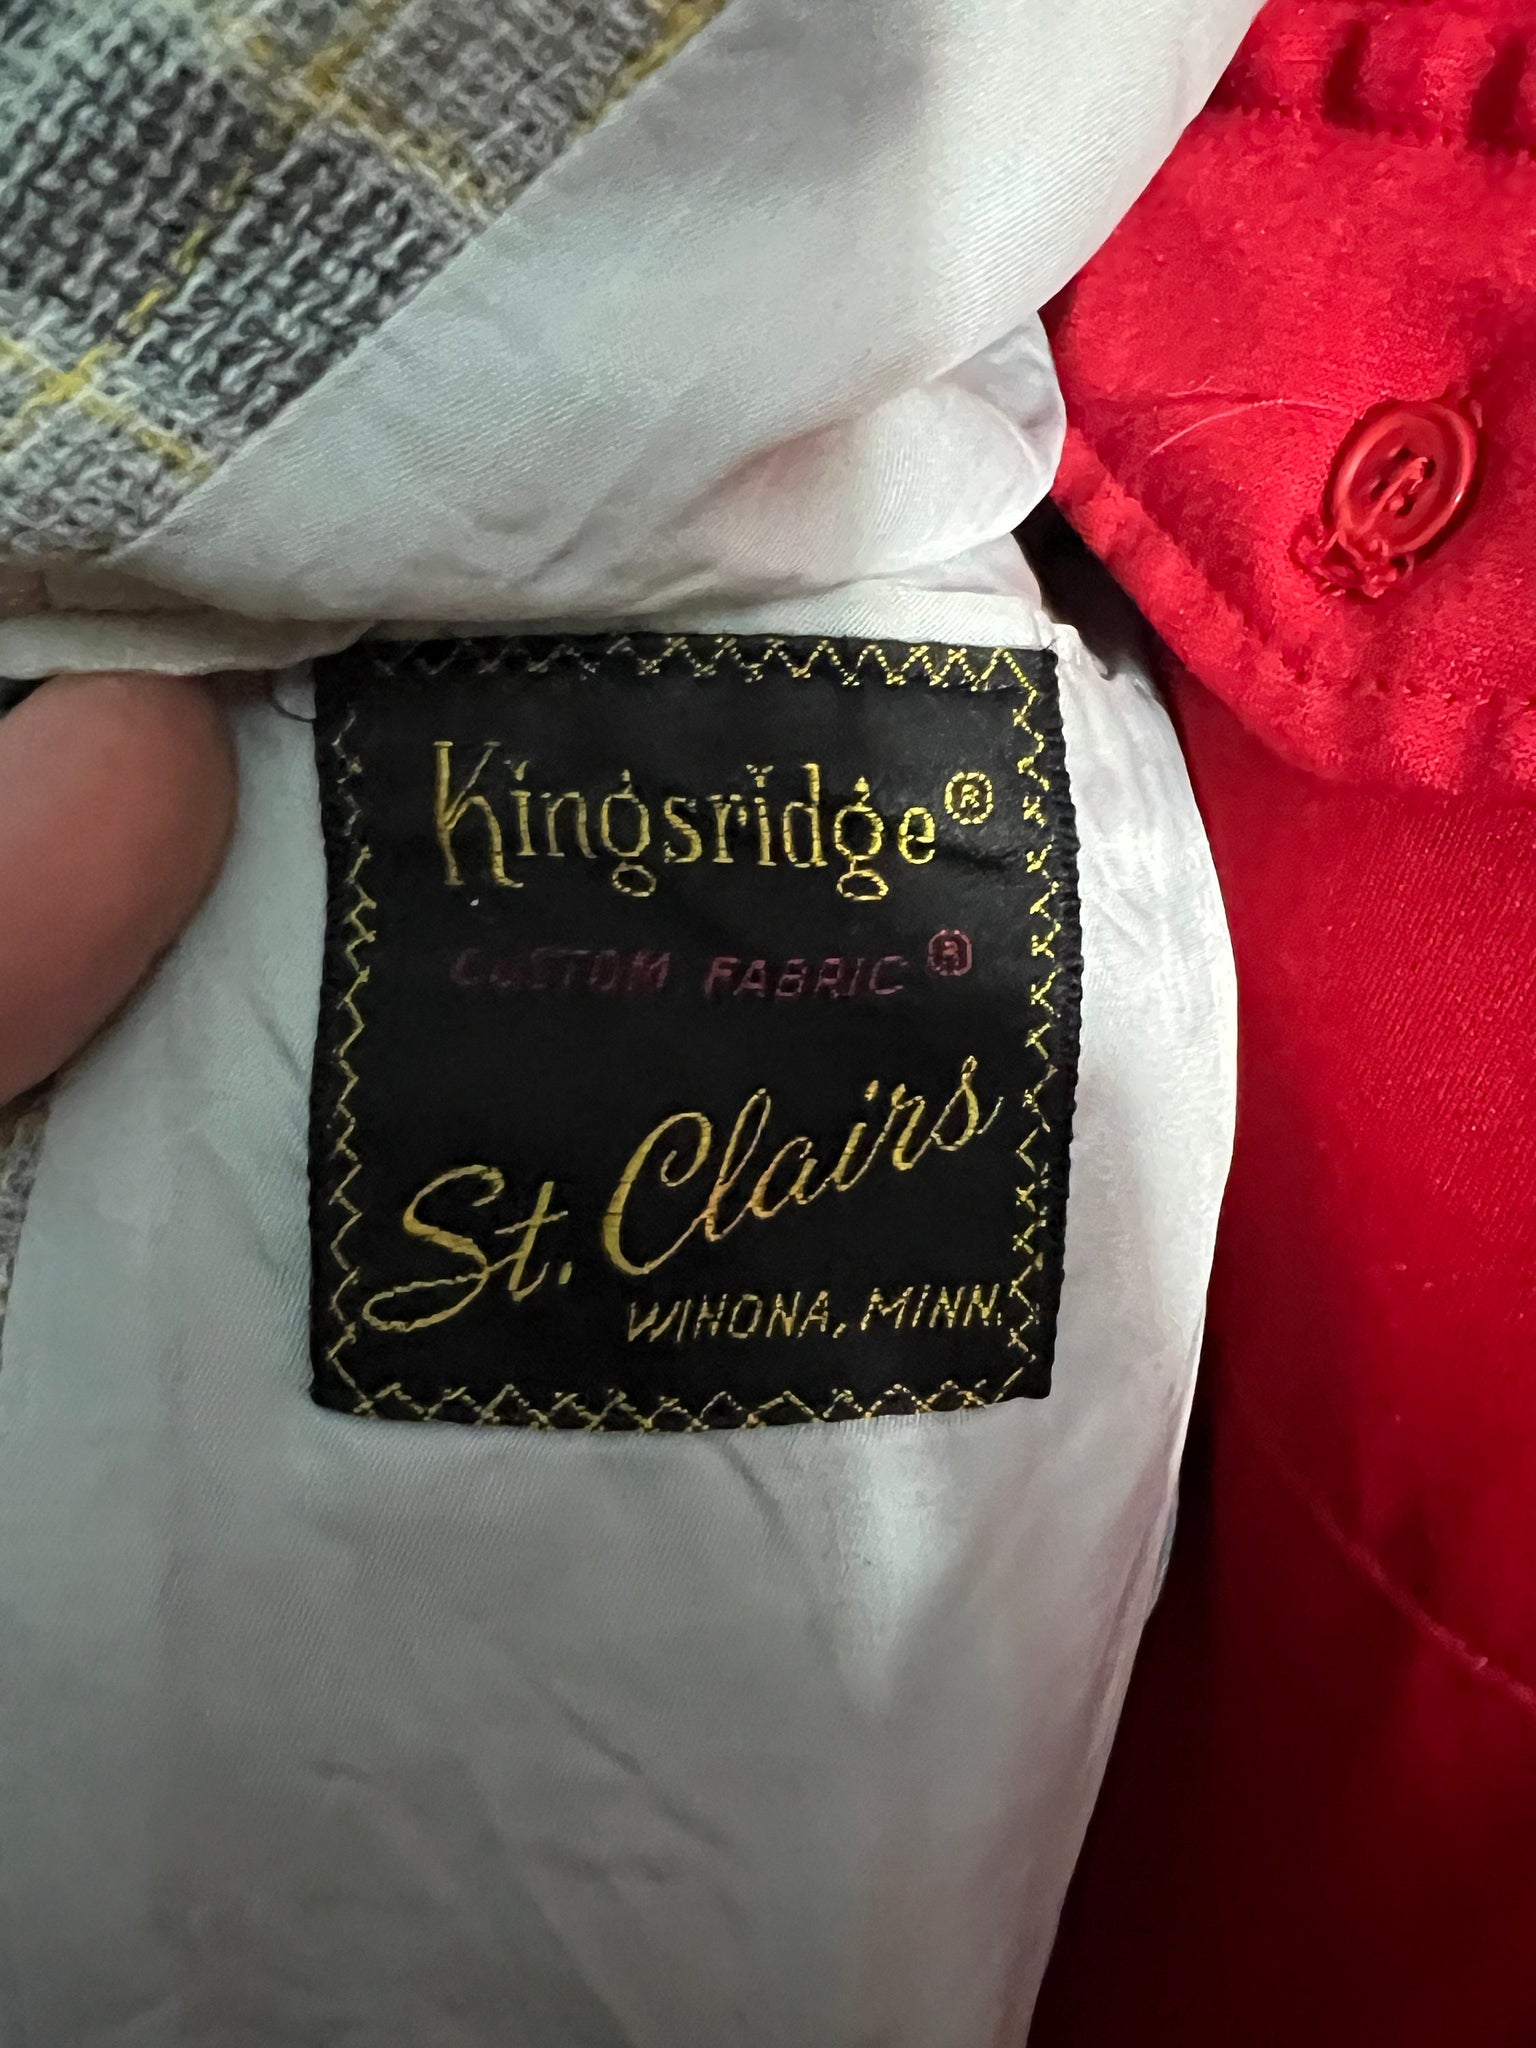 Kingsridge®
CUSTOM FABRIC®
St. Clairs
WINONA, MINN.